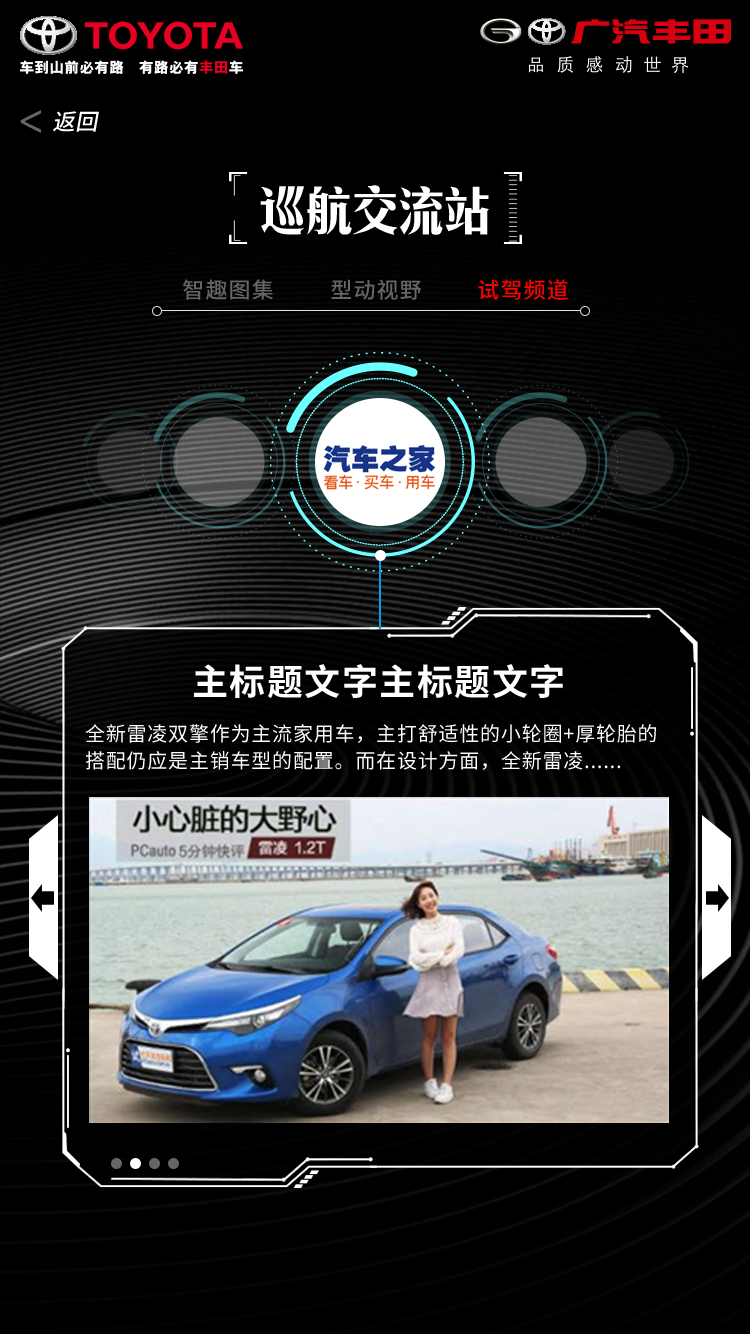 TOYOTA
车到山前必有路 有路必有丰田车
广汽丰田
品质感动世界
< 返回
巡航交流站
智趣图集 型动视野 试驾频道
汽车之家
看车·买车·用车
主标题文字主标题文字
全新雷凌双擎作为主流家用车，主打舒适性的小轮圈+厚轮胎的
搭配仍应是主销车型的配置。而在设计方面，全新雷凌......
小心脏的大野心
PCauto 5分钟快评 雷凌 1.2T